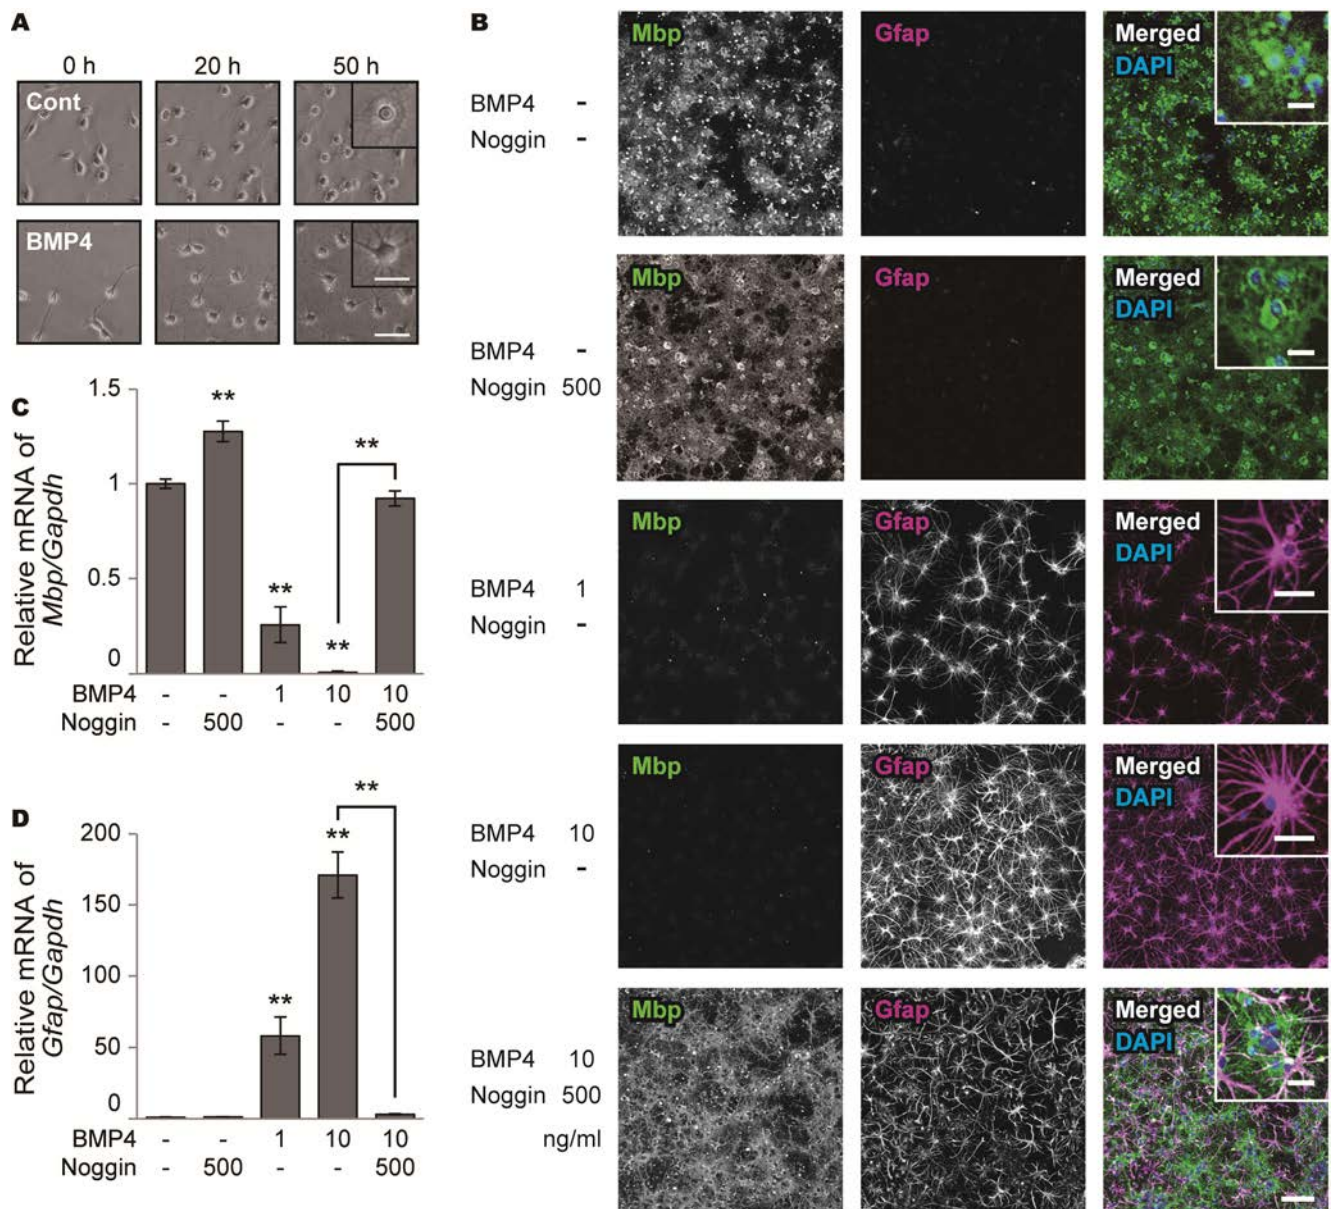 A
0 h 20 h 50 h
Cont
BMP4
B
BMP4 -
Noggin -
Mbp Gfap Merged
DAPI
BMP4 -
Noggin 500
Mbp Gfap Merged
DAPI
BMP4 1
Noggin -
Mbp Gfap Merged
DAPI
BMP4 10
Noggin -
Mbp Gfap Merged
DAPI
BMP4 10
Noggin 500
ng/ml
Mbp Gfap Merged
DAPI
C
Relative mRNA of
Mbp/Gapdh
1.5
1
0.5
0
**
**
**
**
BMP4 - - 1 10 10
Noggin - 500 - - 500
D
Relative mRNA of
Gfap/Gapdh
200
150
100
50
0
**
**
**
BMP4 - - 1 10 10
Noggin - 500 - - 500